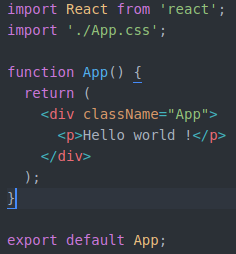 import React from 'react';
import './App.css';

function App() {
  return (
    <div className="App">
      <p>Hello world !</p>
    </div>
  );
}

export default App;